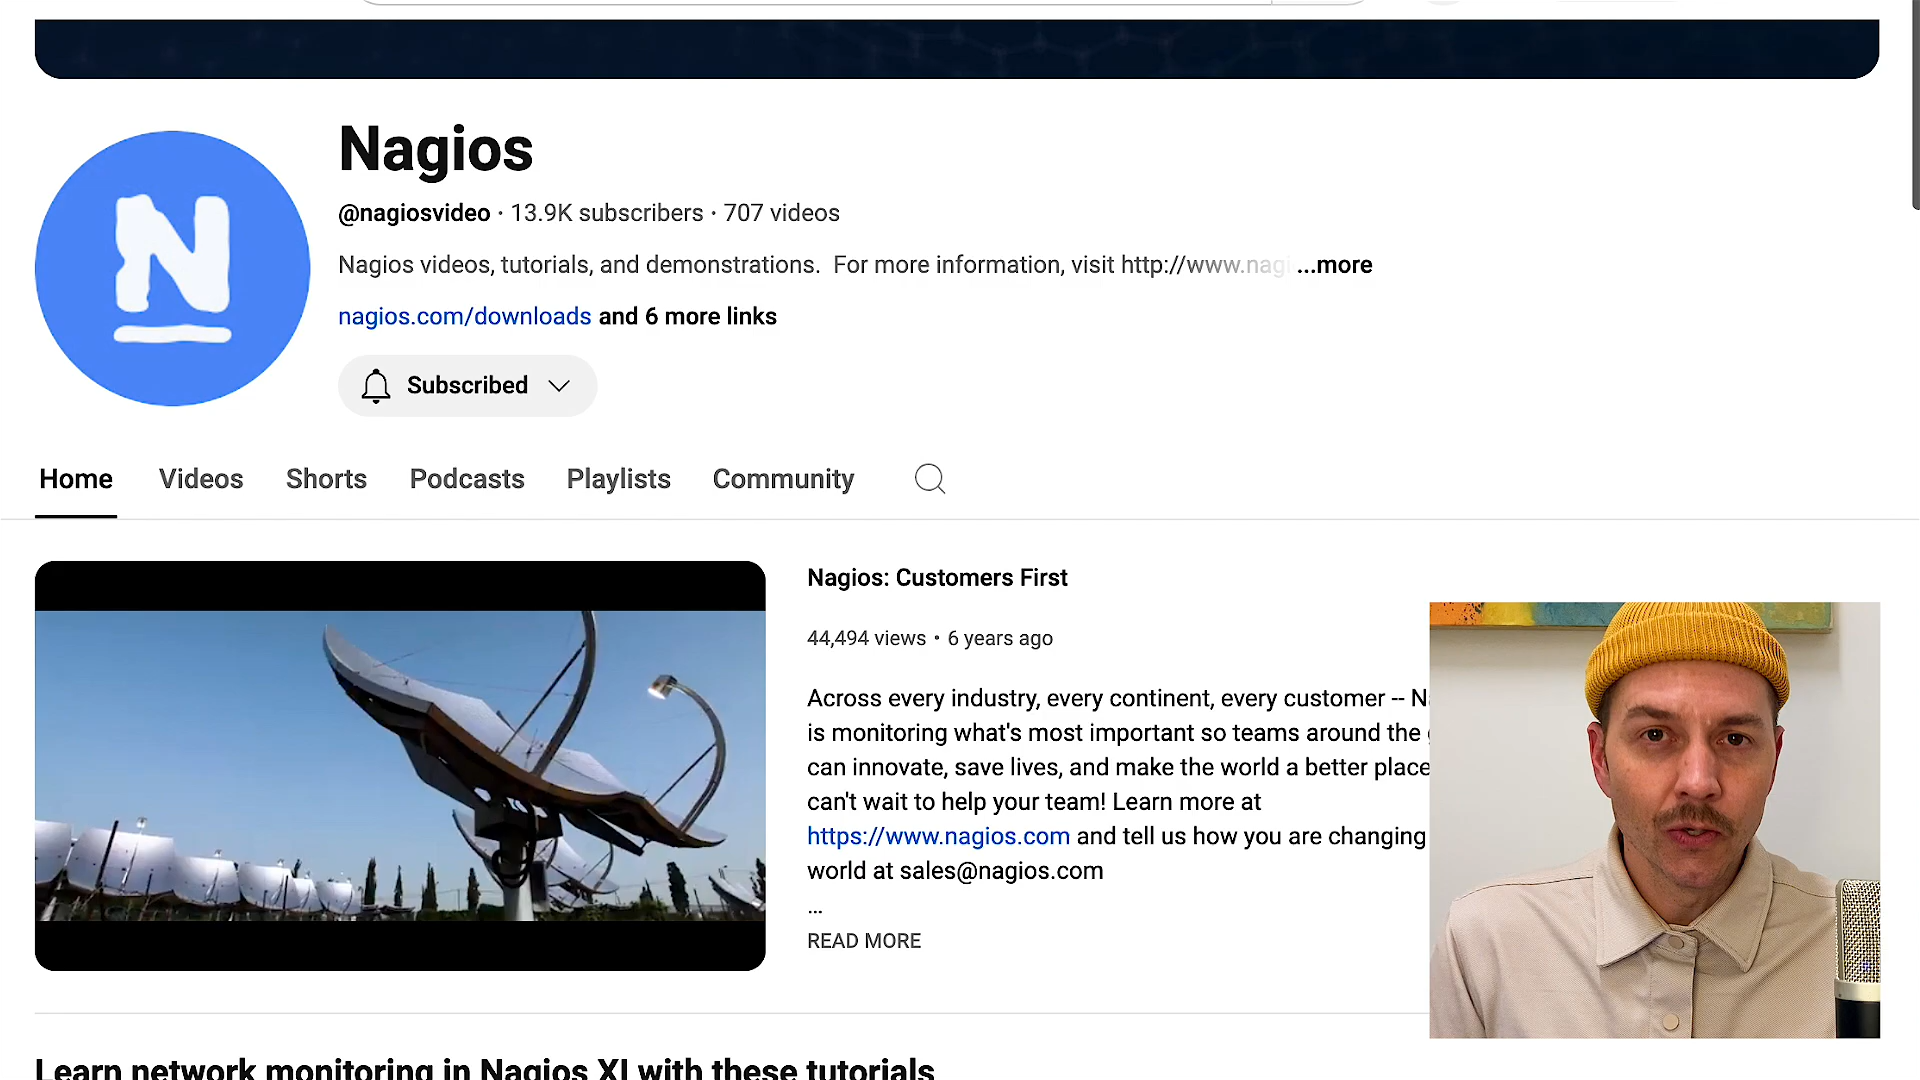 Nagios
N
@nagiosvideo · 13.9K subscribers · 707 videos
Nagios videos, tutorials, and demonstrations. For more information, visit http://www.nagi ...more
nagios.com/downloads and 6 more links
Subscribed
Home Videos Shorts Podcasts Playlists Community
Nagios: Customers First
44,494 views • 6 years ago
Across every industry, every continent, every customer -- N
is monitoring what's most important so teams around the
can innovate, save lives, and make the world a better place
can't wait to help your team! Learn more at
https://www.nagios.com and tell us how you are changing
world at sales@nagios.com
...
READ MORE
Learn network monitoring in Nagios XI with these tutorials